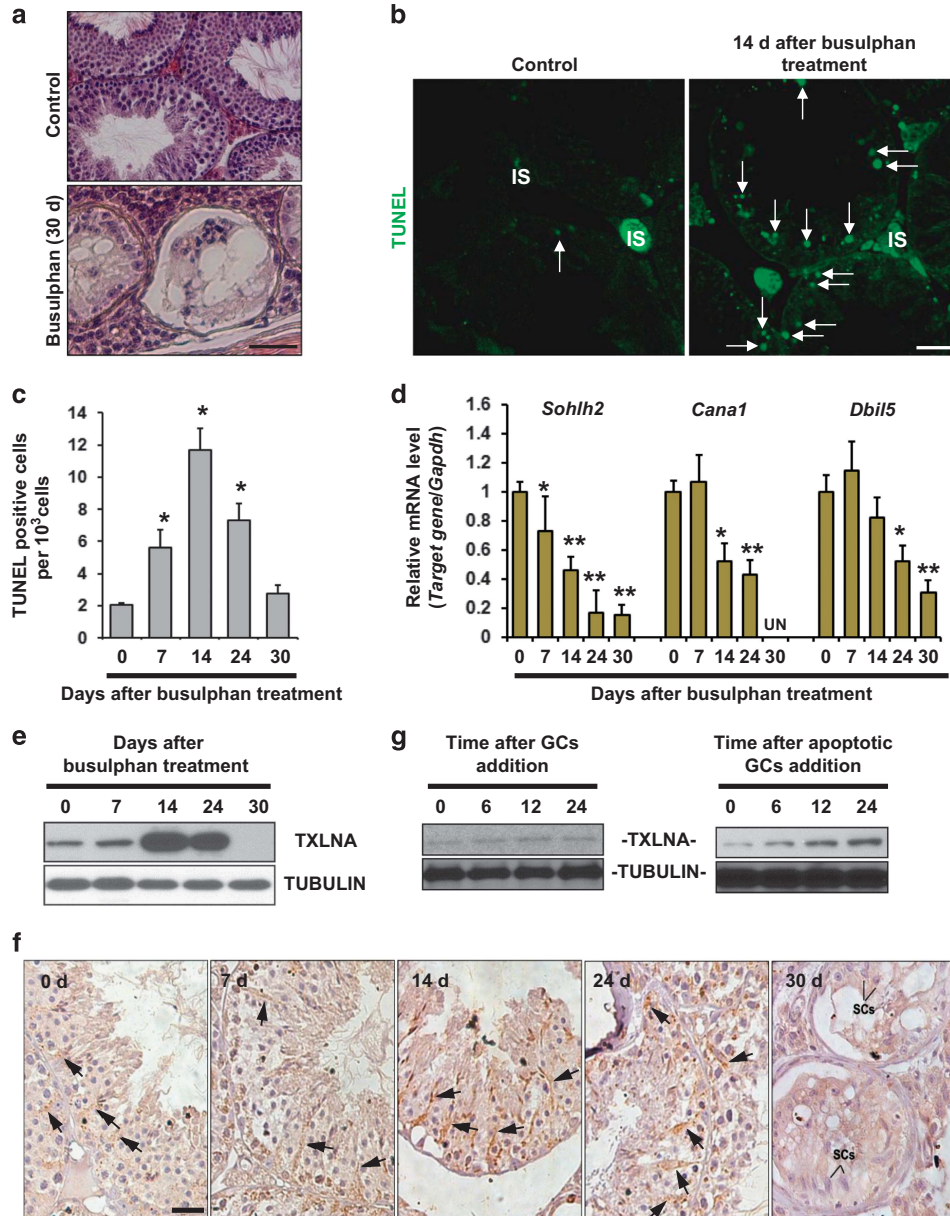 a
Control
Busulphan (30 d)
b
Control
14 d after busulphan
treatment
TUNEL
IS
IS
IS
c
TUNEL positive cells
per 10³cells
14
12
10
8
6
4
2
0
*
*
*
0 7 14 24 30
Days after busulphan treatment
d
Relative mRNA level
(Target gene/Gapdh)
1.6
1.4
1.2
1
0.8
0.6
0.4
0.2
0
Sohlh2 Cana1 Dbil5
* ** ** **
* ** UN
* **
0 7 14 24 30 0 7 14 24 30 0 7 14 24 30
Days after busulphan treatment
e
Days after
busulphan treatment
0 7 14 24 30
TXLNA
TUBULIN
g
Time after GCs
addition
0 6 12 24
Time after apoptotic
GCs addition
0 6 12 24
-TXLNA-
-TUBULIN-
f
0 d 7 d 14 d 24 d 30 d
SCs
SCs